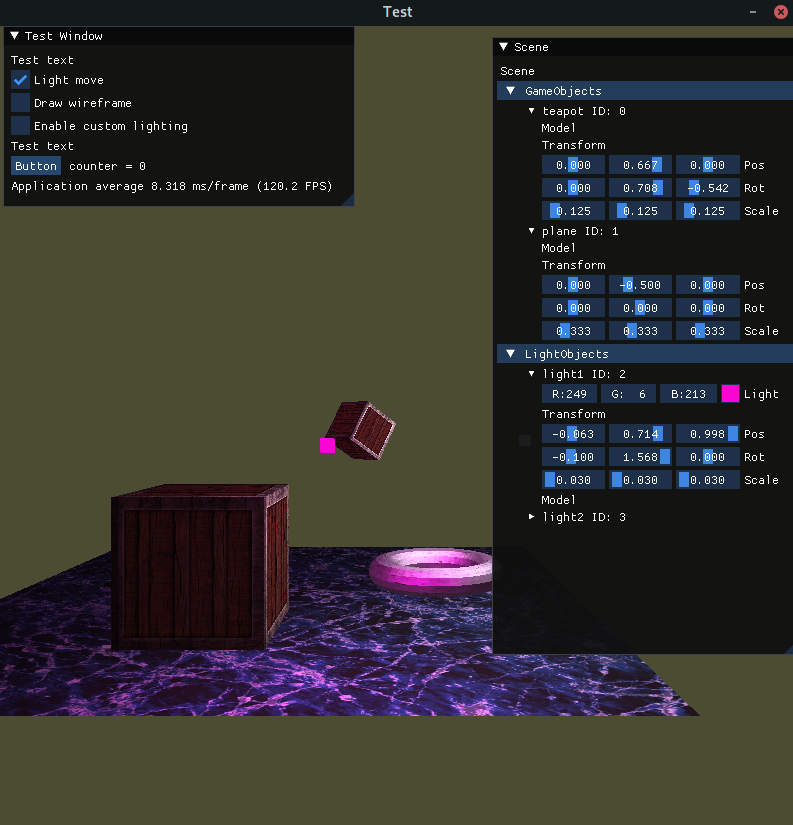 Test
Test Window
Test text
Light move
Draw wireframe
Enable custom lighting
Test text
Button counter = 0
Application average 8.318 ms/frame (120.2 FPS)
Scene
Scene
GameObjects
teapot ID: 0
Model
Transform
0.000 0.667 0.000 Pos
0.000 0.708 -0.542 Rot
0.125 0.125 0.125 Scale
plane ID: 1
Model
Transform
0.000 -0.500 0.000 Pos
0.000 0.000 0.000 Rot
0.333 0.333 0.333 Scale
LightObjects
light1 ID: 2
R:249 G: 6 B:213 Light
Transform
-0.063 0.714 0.998 Pos
-0.100 1.568 0.000 Rot
0.030 0.030 0.030 Scale
Model
light2 ID: 3